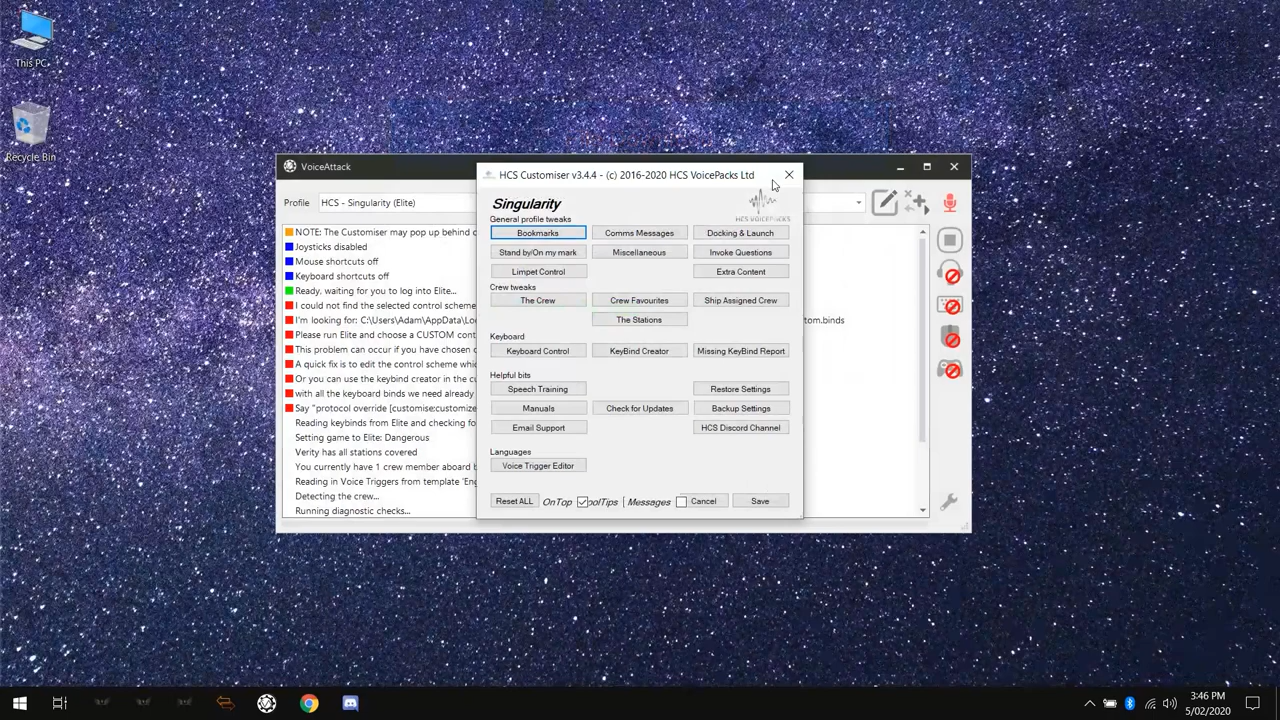 This PC
Recycle Bin
VoiceAttack
Profile HCS - Singularity (Elite)
NOTE: The Customiser may pop up behind
Joysticks disabled
Mouse shortcuts off
Keyboard shortcuts off
Ready, waiting for you to log into Elite...
I could not find the selected control scheme
I'm looking for: C:\Users\Adam\AppData\Lo
tom.binds
Please run Elite and choose a CUSTOM cont
This problem can occur if you have chosen
A quick fix is to edit the control scheme whic
Or you can use the keybind creator in the cu
with all the keyboard binds we need already
Say "protocol override [customise;customize
Reading keybinds from Elite and checking fo
Setting game to Elite: Dangerous
Verity has all stations covered
You currently have 1 crew member aboard
Reading in Voice Triggers from template 'Eng
Detecting the crew...
Running diagnostic checks...
HCS Customiser v3.4.4 - (c) 2016-2020 HCS VoicePacks Ltd
Singularity
HCS VOICEPACKS
General profile tweaks
Bookmarks Comms Messages Docking & Launch
Stand by/On my mark Miscellaneous Invoke Questions
Limpet Control Extra Content
Crew tweaks
The Crew Crew Favourites Ship Assigned Crew
The Stations
Keyboard
Keyboard Control KeyBind Creator Missing KeyBind Report
Helpful bits
Speech Training Restore Settings
Manuals Check for Updates Backup Settings
Email Support HCS Discord Channel
Languages
Voice Trigger Editor
Reset ALL OnTop oolTips Messages Cancel Save
3:46 PM
5/02/2020